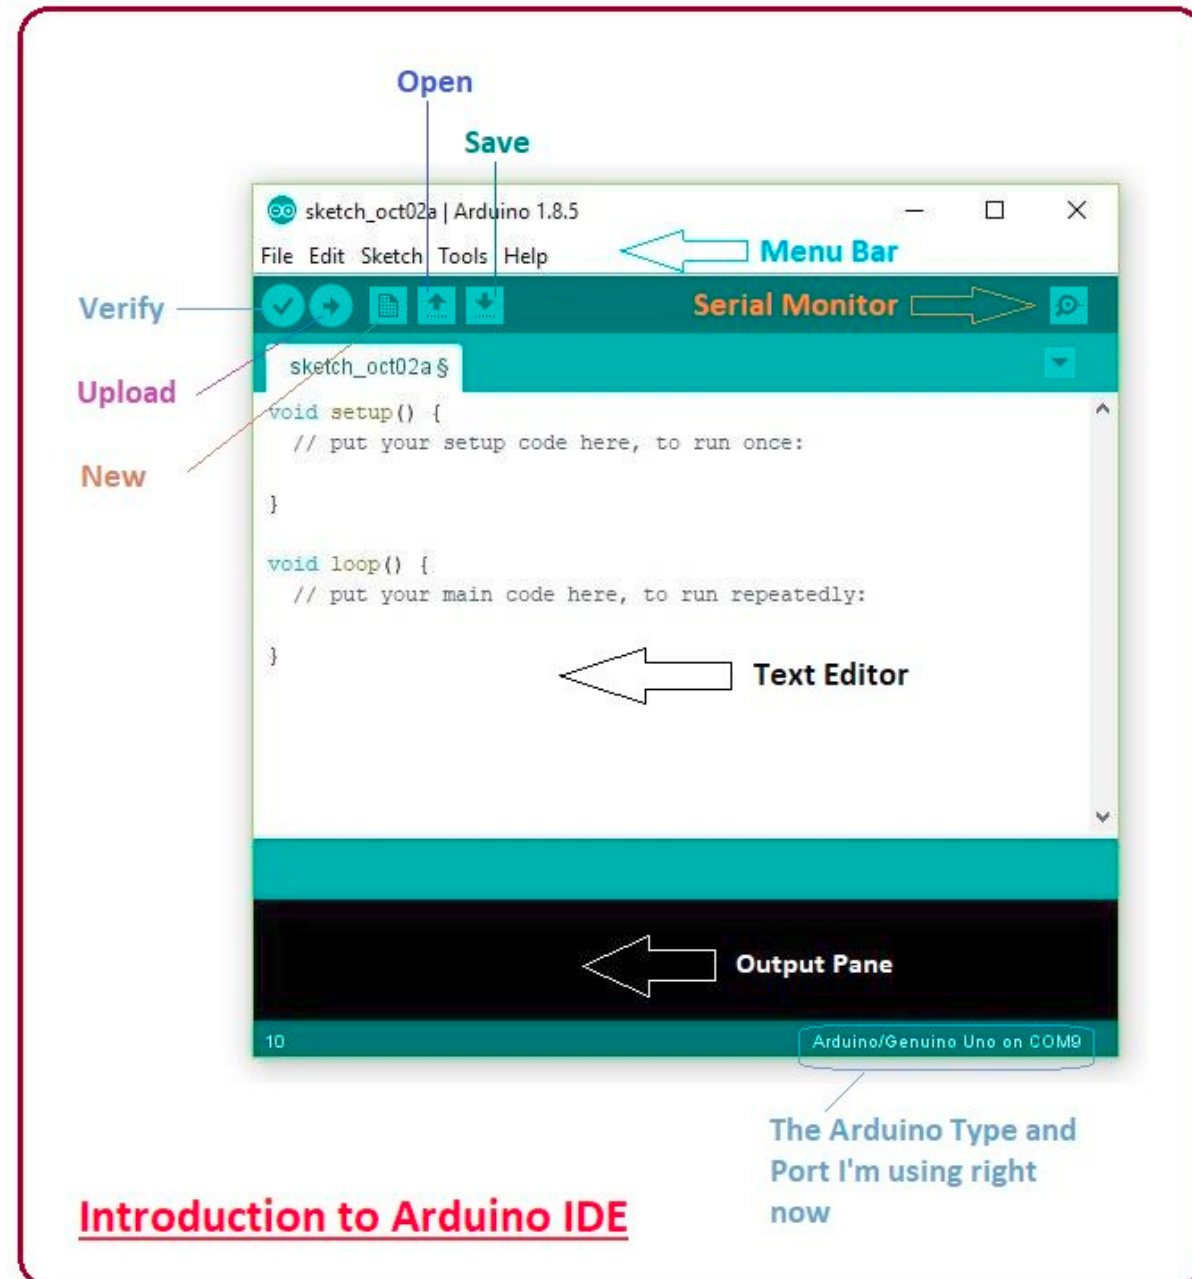 Open
Save
sketch_oct02a | Arduino 1.8.5
File Edit Sketch Tools Help
Menu Bar
Verify
Serial Monitor
sketch_oct02a §
Upload
void setup() {
// put your setup code here, to run once:
New
}
void loop() {
// put your main code here, to run repeatedly:
}
Text Editor
Output Pane
10
Arduino/Genuino Uno on COM9
The Arduino Type and
Port I'm using right
now
Introduction to Arduino IDE